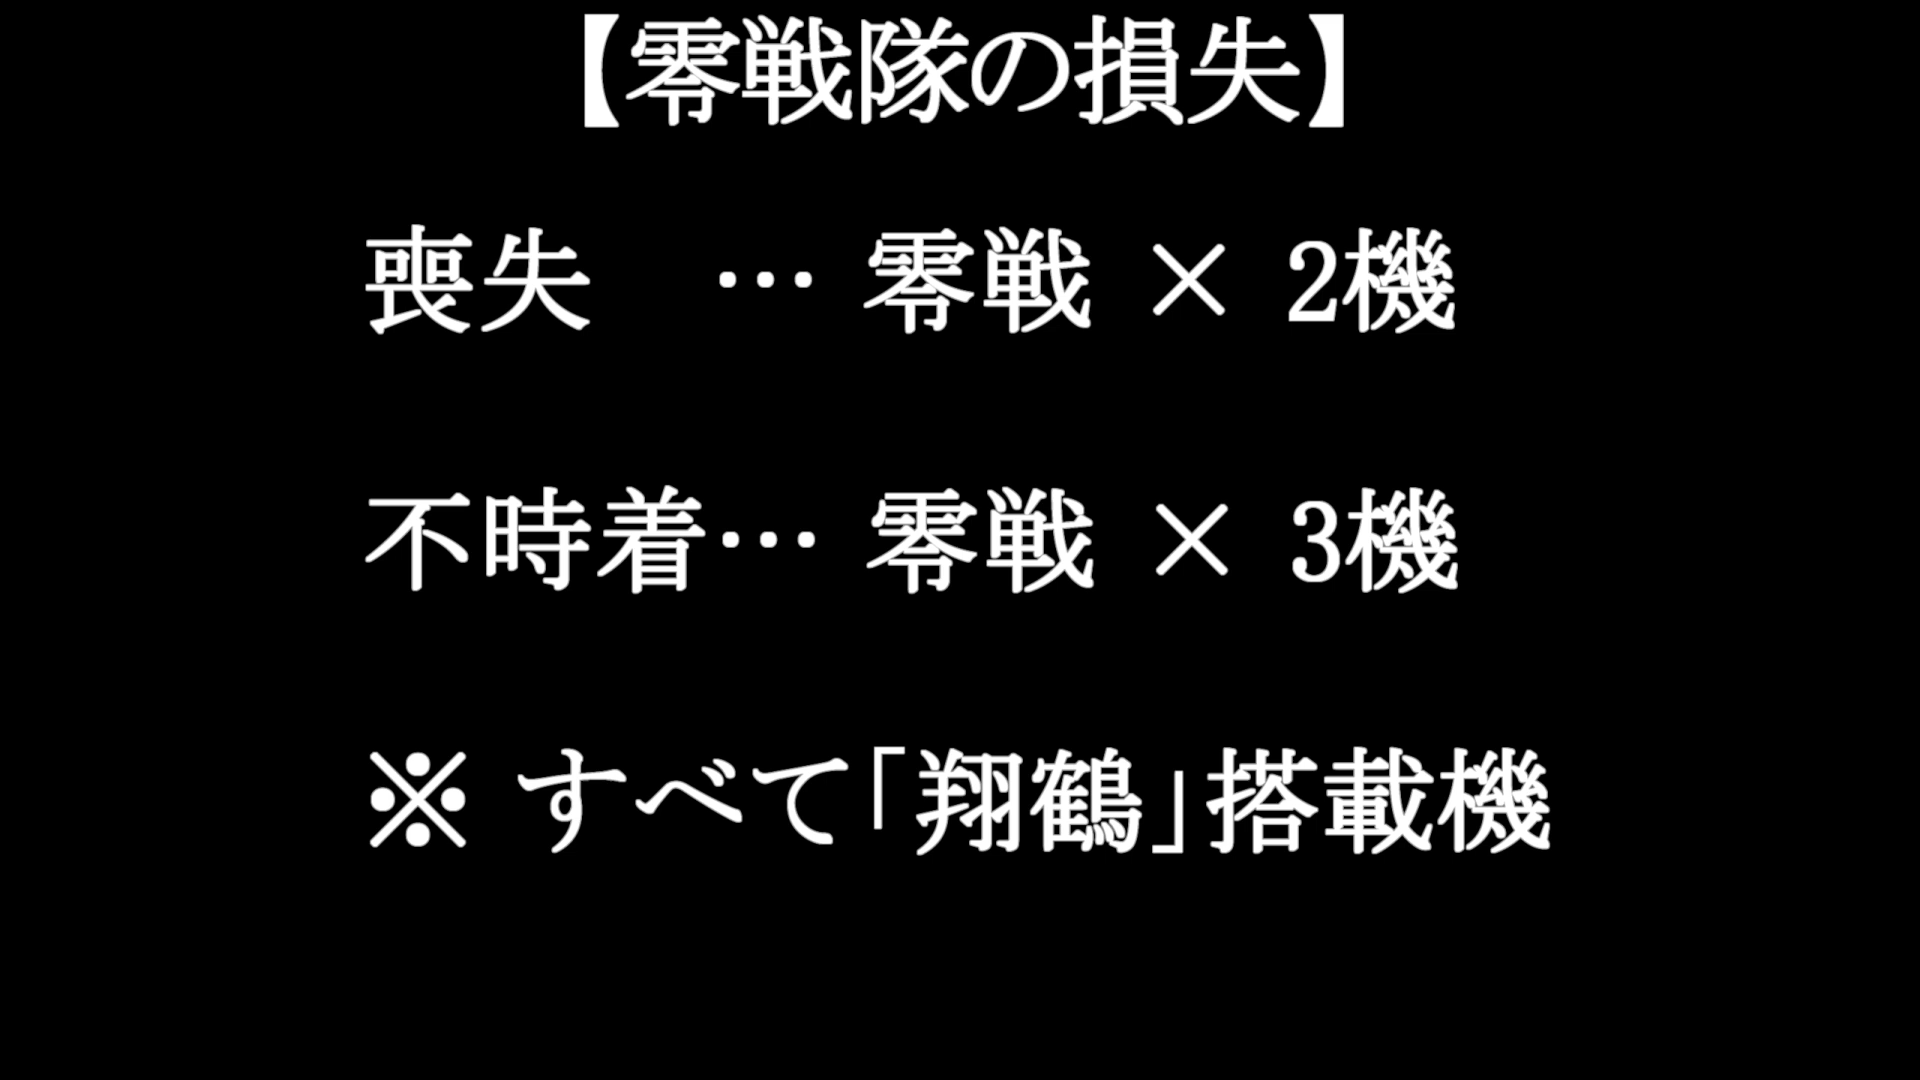 【零戦隊の損失】
喪失　… 零戦 × 2機
不時着… 零戦 × 3機
※ すべて「翔鶴」搭載機